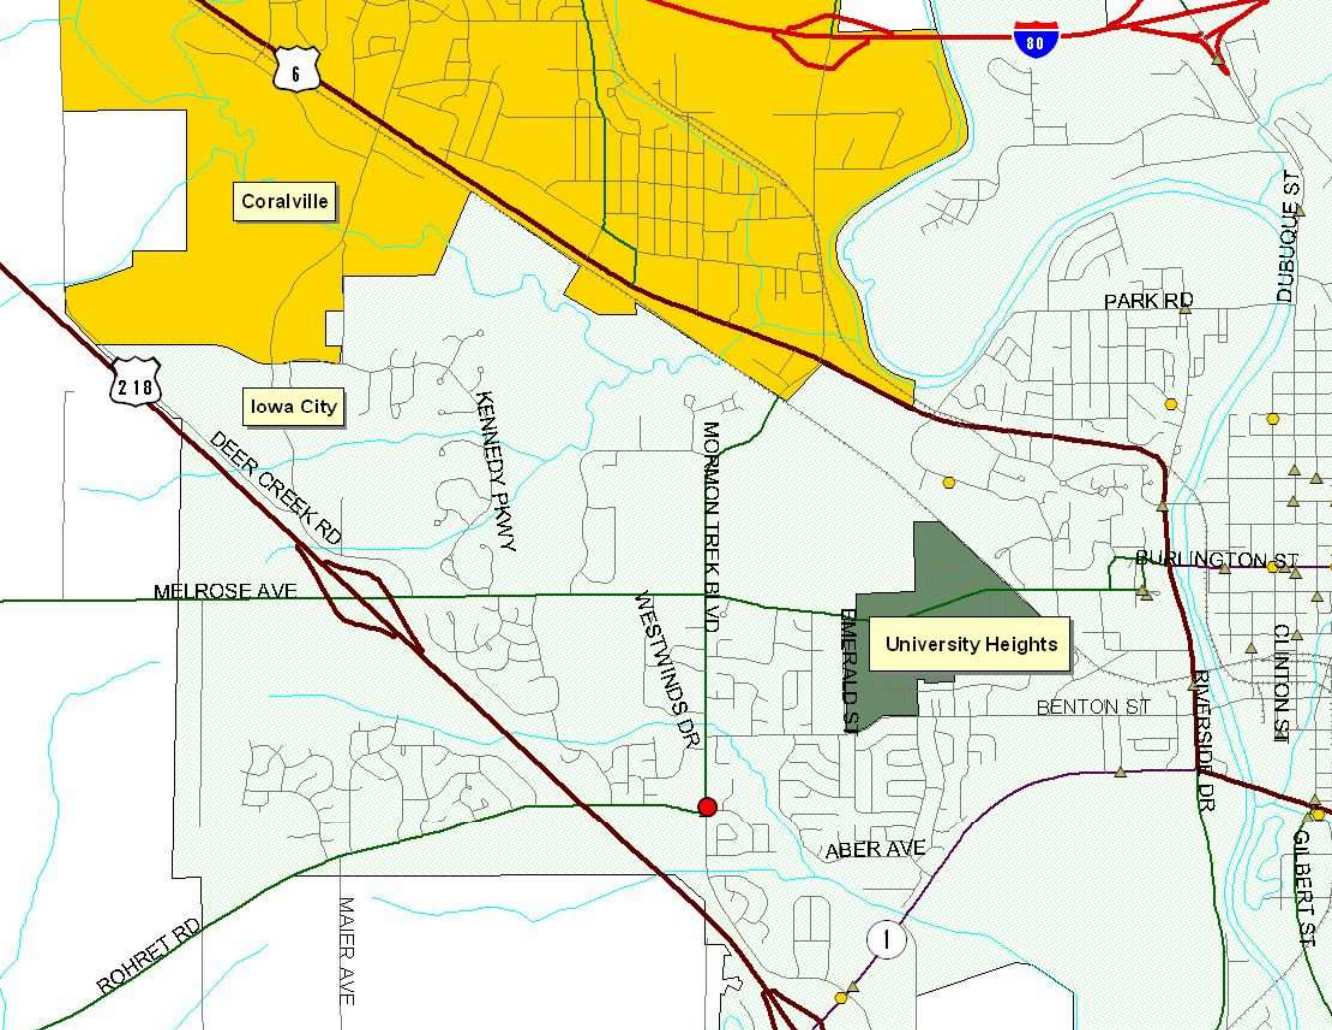 80
6
Coralville
DUBUQUE ST
PARK RD
218
Iowa City
KENNEDY PKWY
MORMON TREK BLVD
DEER CREEK RD
BURLINGTON ST
MELROSE AVE
WESTWINDS DR
EMERALD ST
University Heights
CLINTON ST
BENTON ST
RIVERSIDE DR
ABER AVE
GILBERT ST
MAIER AVE
ROHRET RD
1